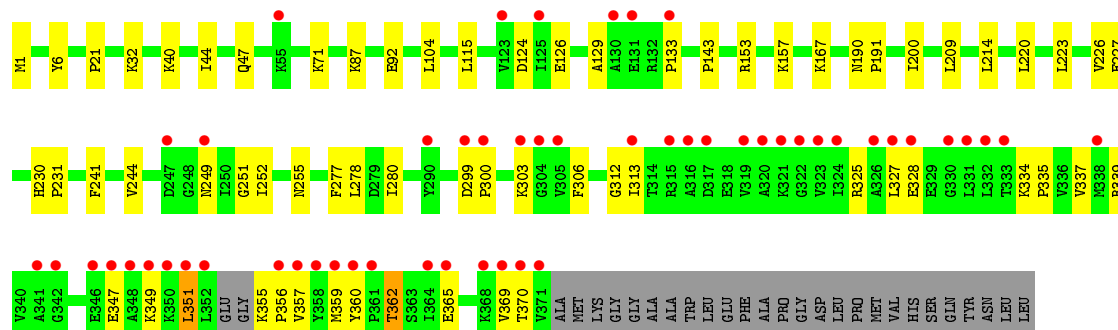 M1 Y6 P21 K32 K40 I44 Q47 K55 K71 K87 E92 L104 L115 V123 D124 I125 E126 A129 A130 E131 R132 P133 P143 R153 K157 K167 N190 P191 I200 L209 L214 L220 L223 V226
H230 P231 F241 V244 D247 G248 N249 I250 G251 I252 N255 F277 L278 D279 I280 Y290 D299 P300 K303 G304 V305 F306 G312 I313 T314 R315 A316 D317 E318 V319 A320 K321 G322 V323 L324 R325 A326 L327 E328 E329 G330 L331 L332 T333 K334 P335 V336 V337 M338
V340 A341 G342 E346 E347 A348 K349 K350 L351 L352 GLU GLY K355 P356 V357 Y358 M359 Y360 P361 T362 S363 I364 E365 K368 V369 T370 V371 ALA MET LYS GLY GLY ALA ALA TRP LEU GLU PHE ALA PRO GLY ASP LEU PRO MET VAL HIS SER GLN TYR ASN LEU LEU